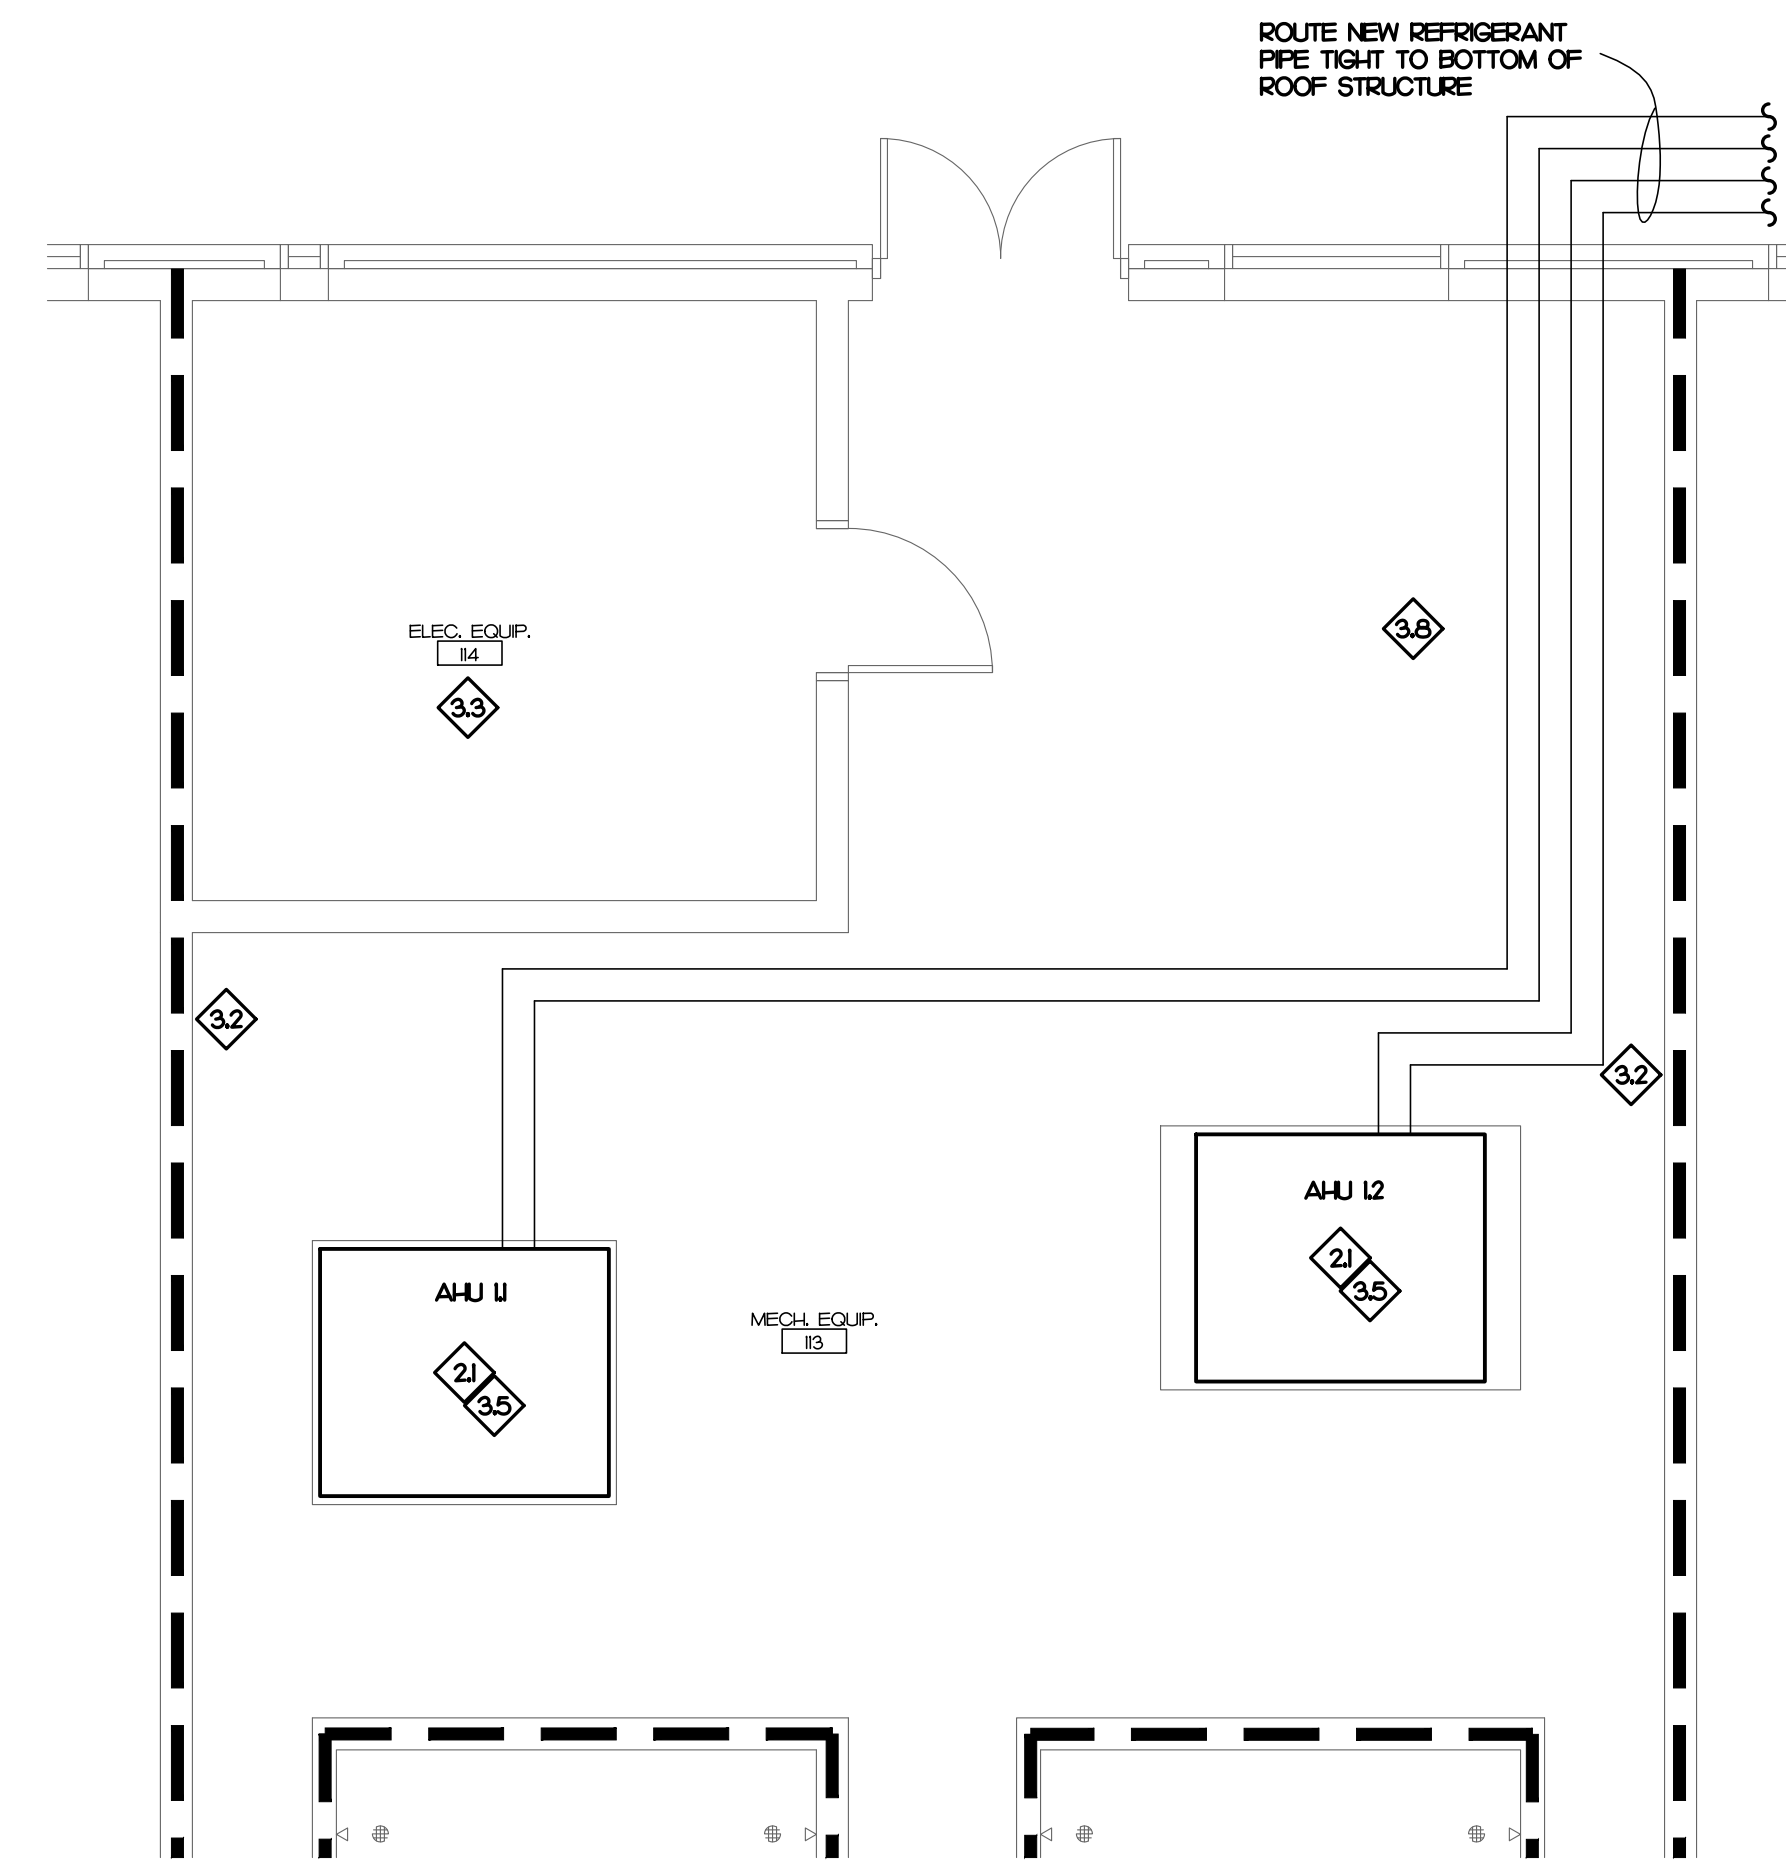 ROUTE NEW REFRIGERANT
PIPE TIGHT TO BOTTOM OF
ROOF STRUCTURE
ELEC. EQUIP.
114
3.3
3.8
3.2
3.2
AHU 1.2
2.1
3.5
AHU 1.1
2.1
3.5
MECH. EQUIP.
113